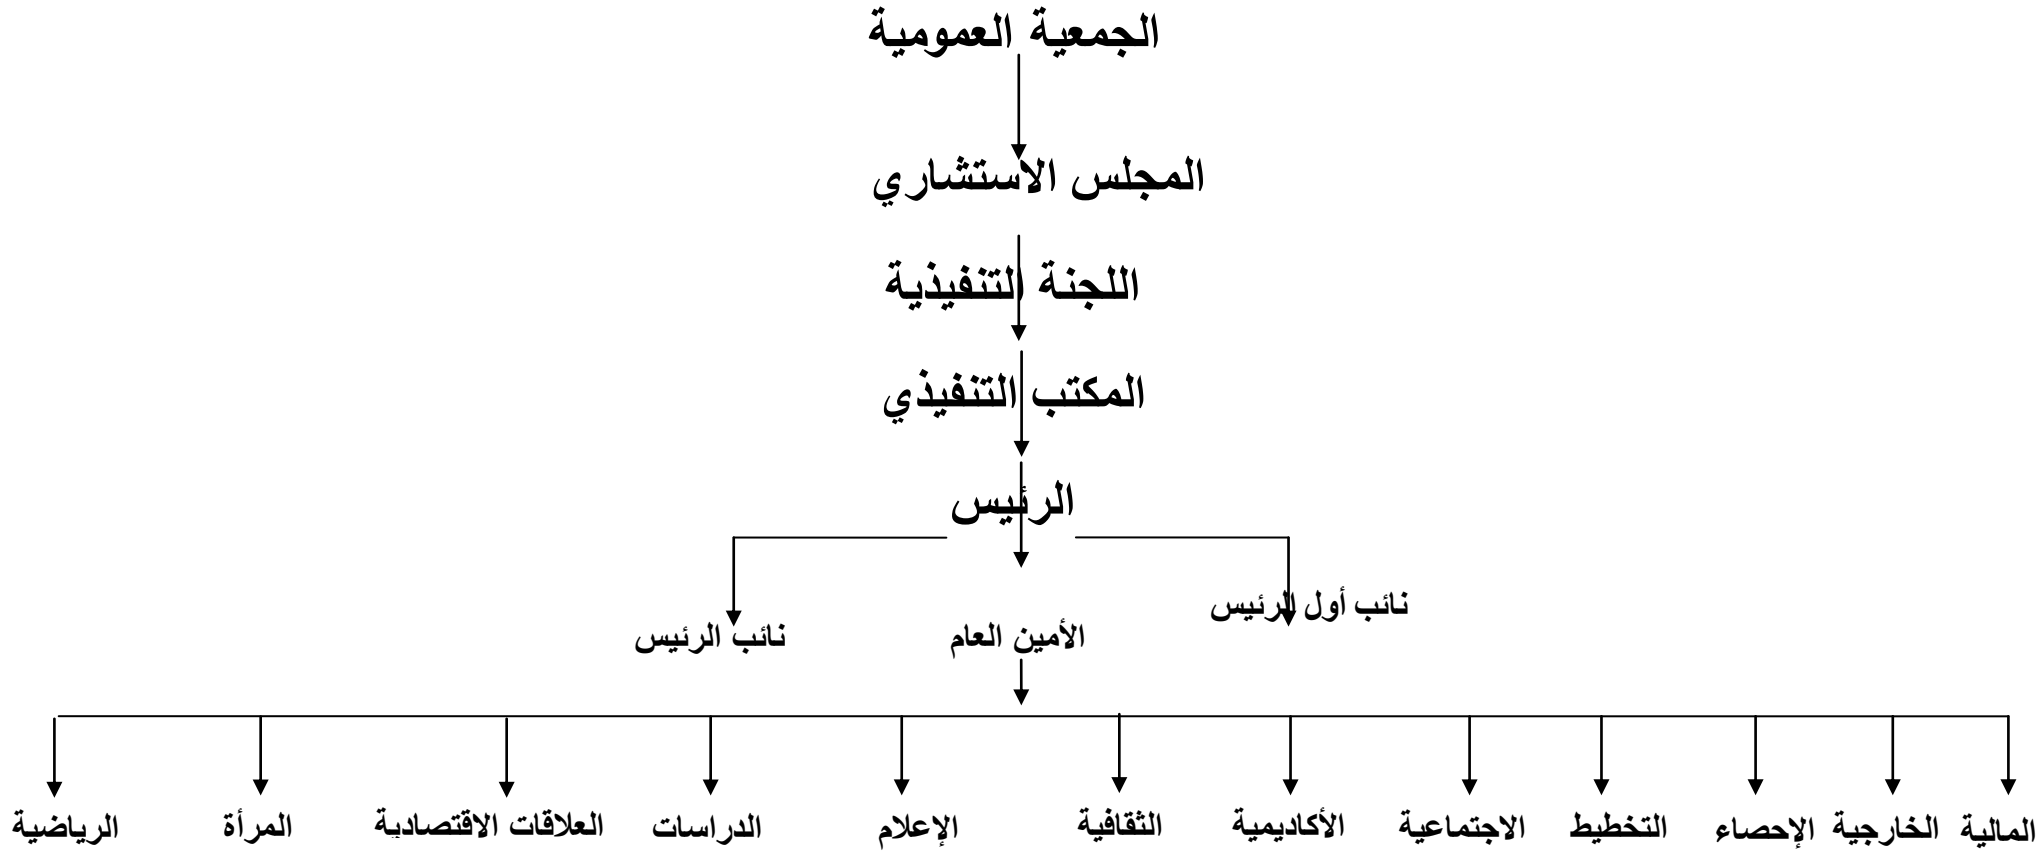 الجمعية العمومية
المجلس الاستشاري
اللجنة التنفيذية
المكتب التنفيذي
الرئيس
نائب أول الرئيس
الأمين العام
نائب الرئيس
المالية
الخارجية
الإحصاء
التخطيط
الاجتماعية
الأكاديمية
الثقافية
الإعلام
الدراسات
العلاقات الاقتصادية
المرأة
الرياضية